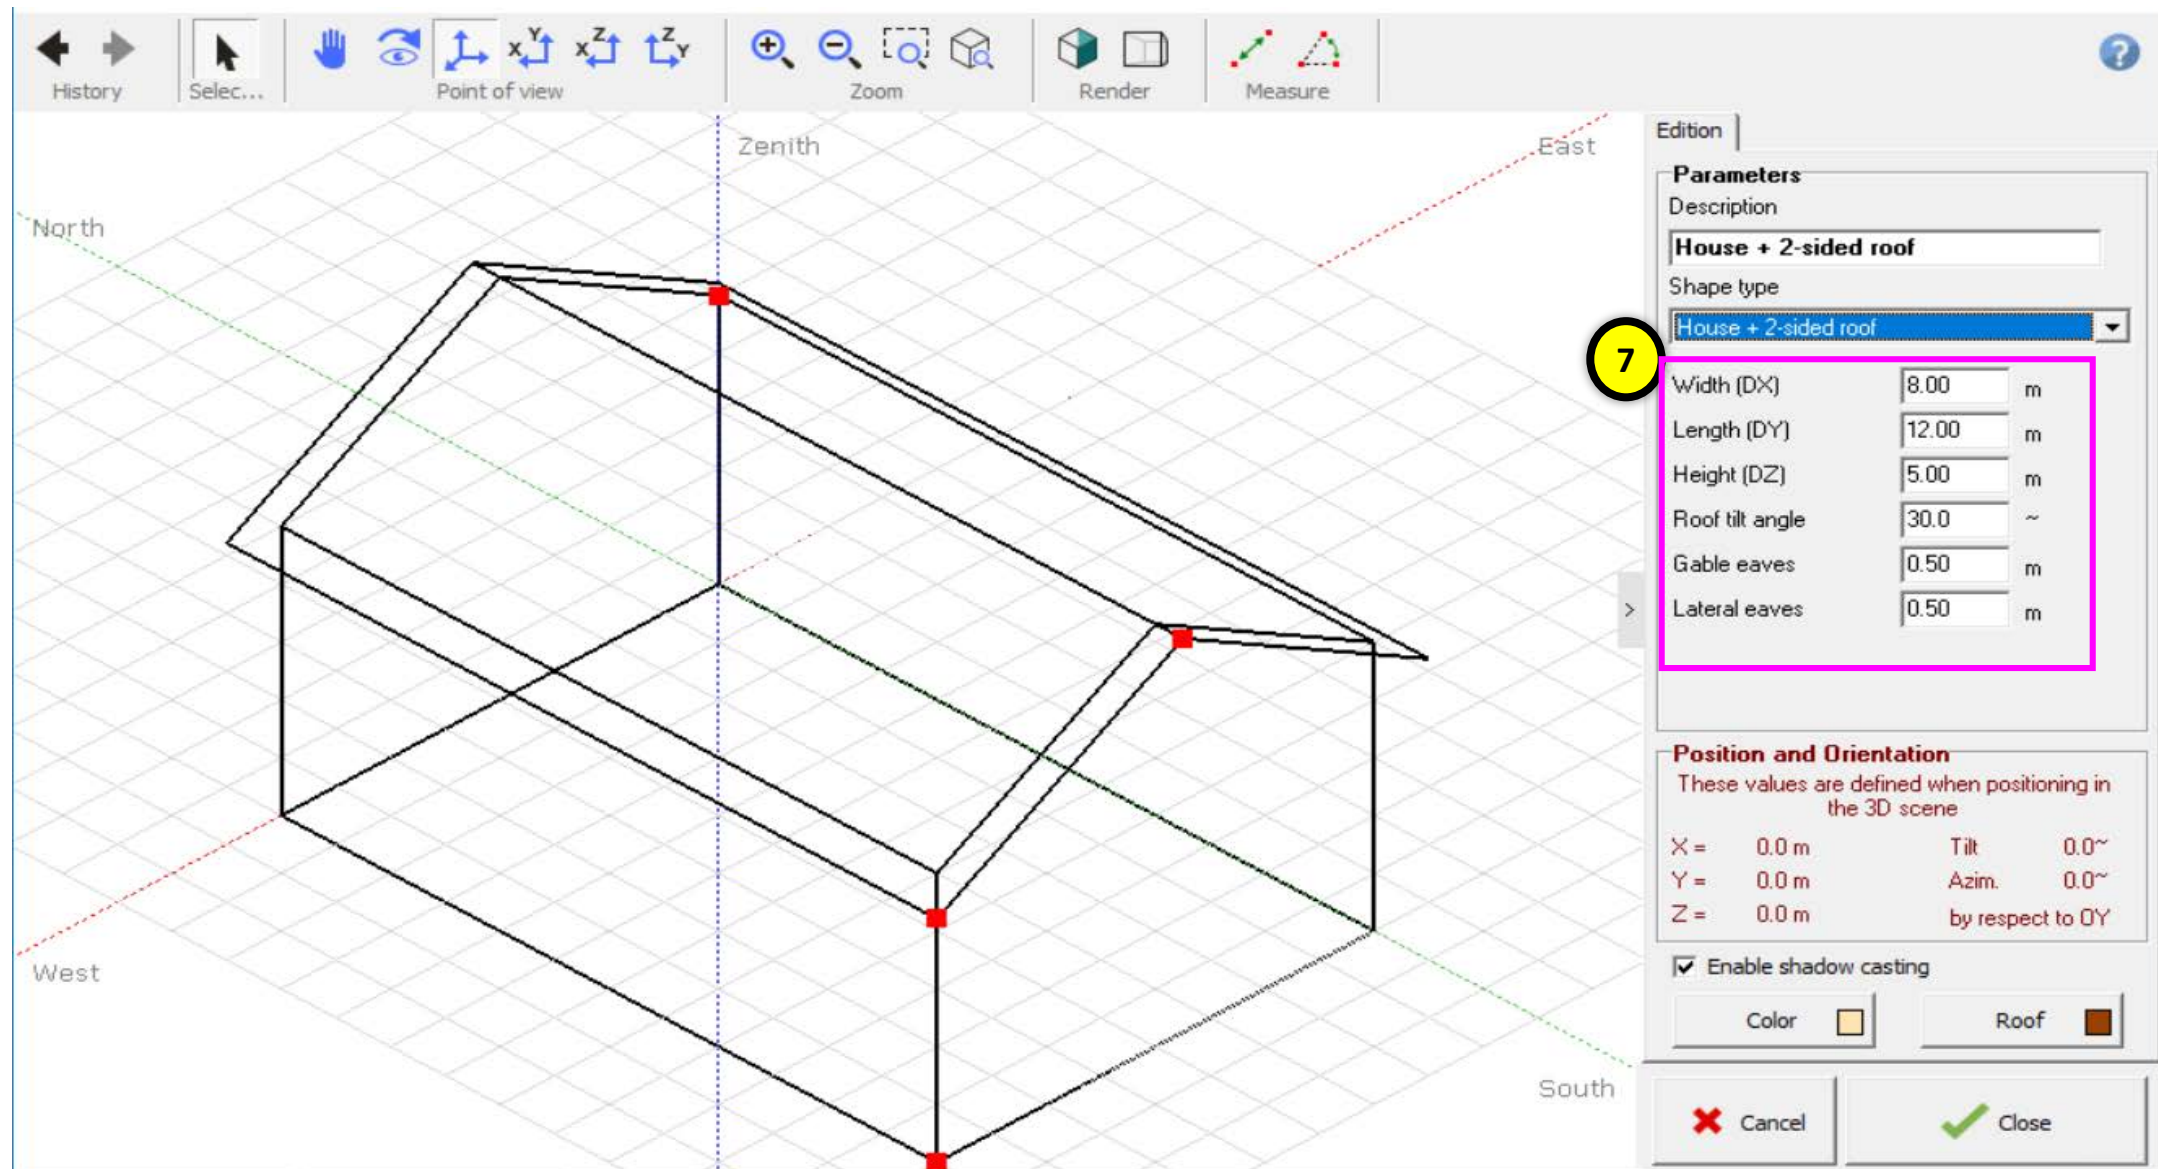 History
Selec...
Point of view
Zoom
Render
Measure
X Y
X Z
Z Y
?
Zenith
East
North
West
South
>
Edition
Parameters
Description
House + 2-sided roof
Shape type
House + 2-sided roof
7
Width (DX) 8.00 m
Length (DY) 12.00 m
Height (DZ) 5.00 m
Roof tilt angle 30.0 ~
Gable eaves 0.50 m
Lateral eaves 0.50 m
Position and Orientation
These values are defined when positioning in
the 3D scene
X = 0.0 m Tilt 0.0~
Y = 0.0 m Azim. 0.0~
Z = 0.0 m by respect to OY
Enable shadow casting
Color Roof
Cancel Close